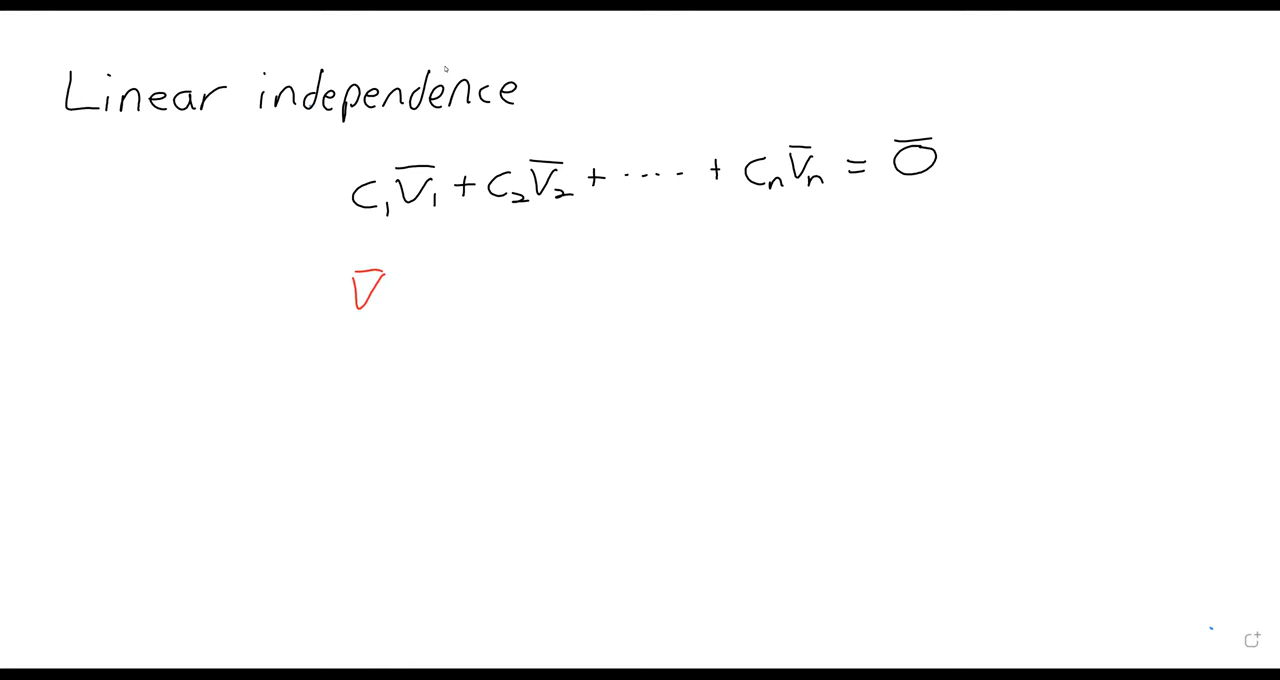 Linear independence
c₁v̅₁ + c₂v̅₂ + ···· + cₙv̅ₙ = 0̅
v̅